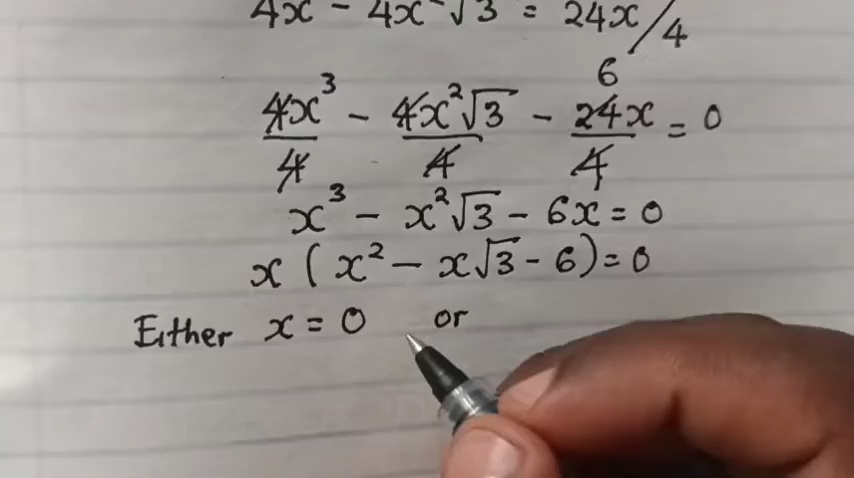 4x - 4x²√3 = 24x/4
4x³/4 - 4x²√3/4 - 24x/4 = 0
6
x³ - x²√3 - 6x = 0
x (x² - x√3 - 6) = 0
Either x = 0 or